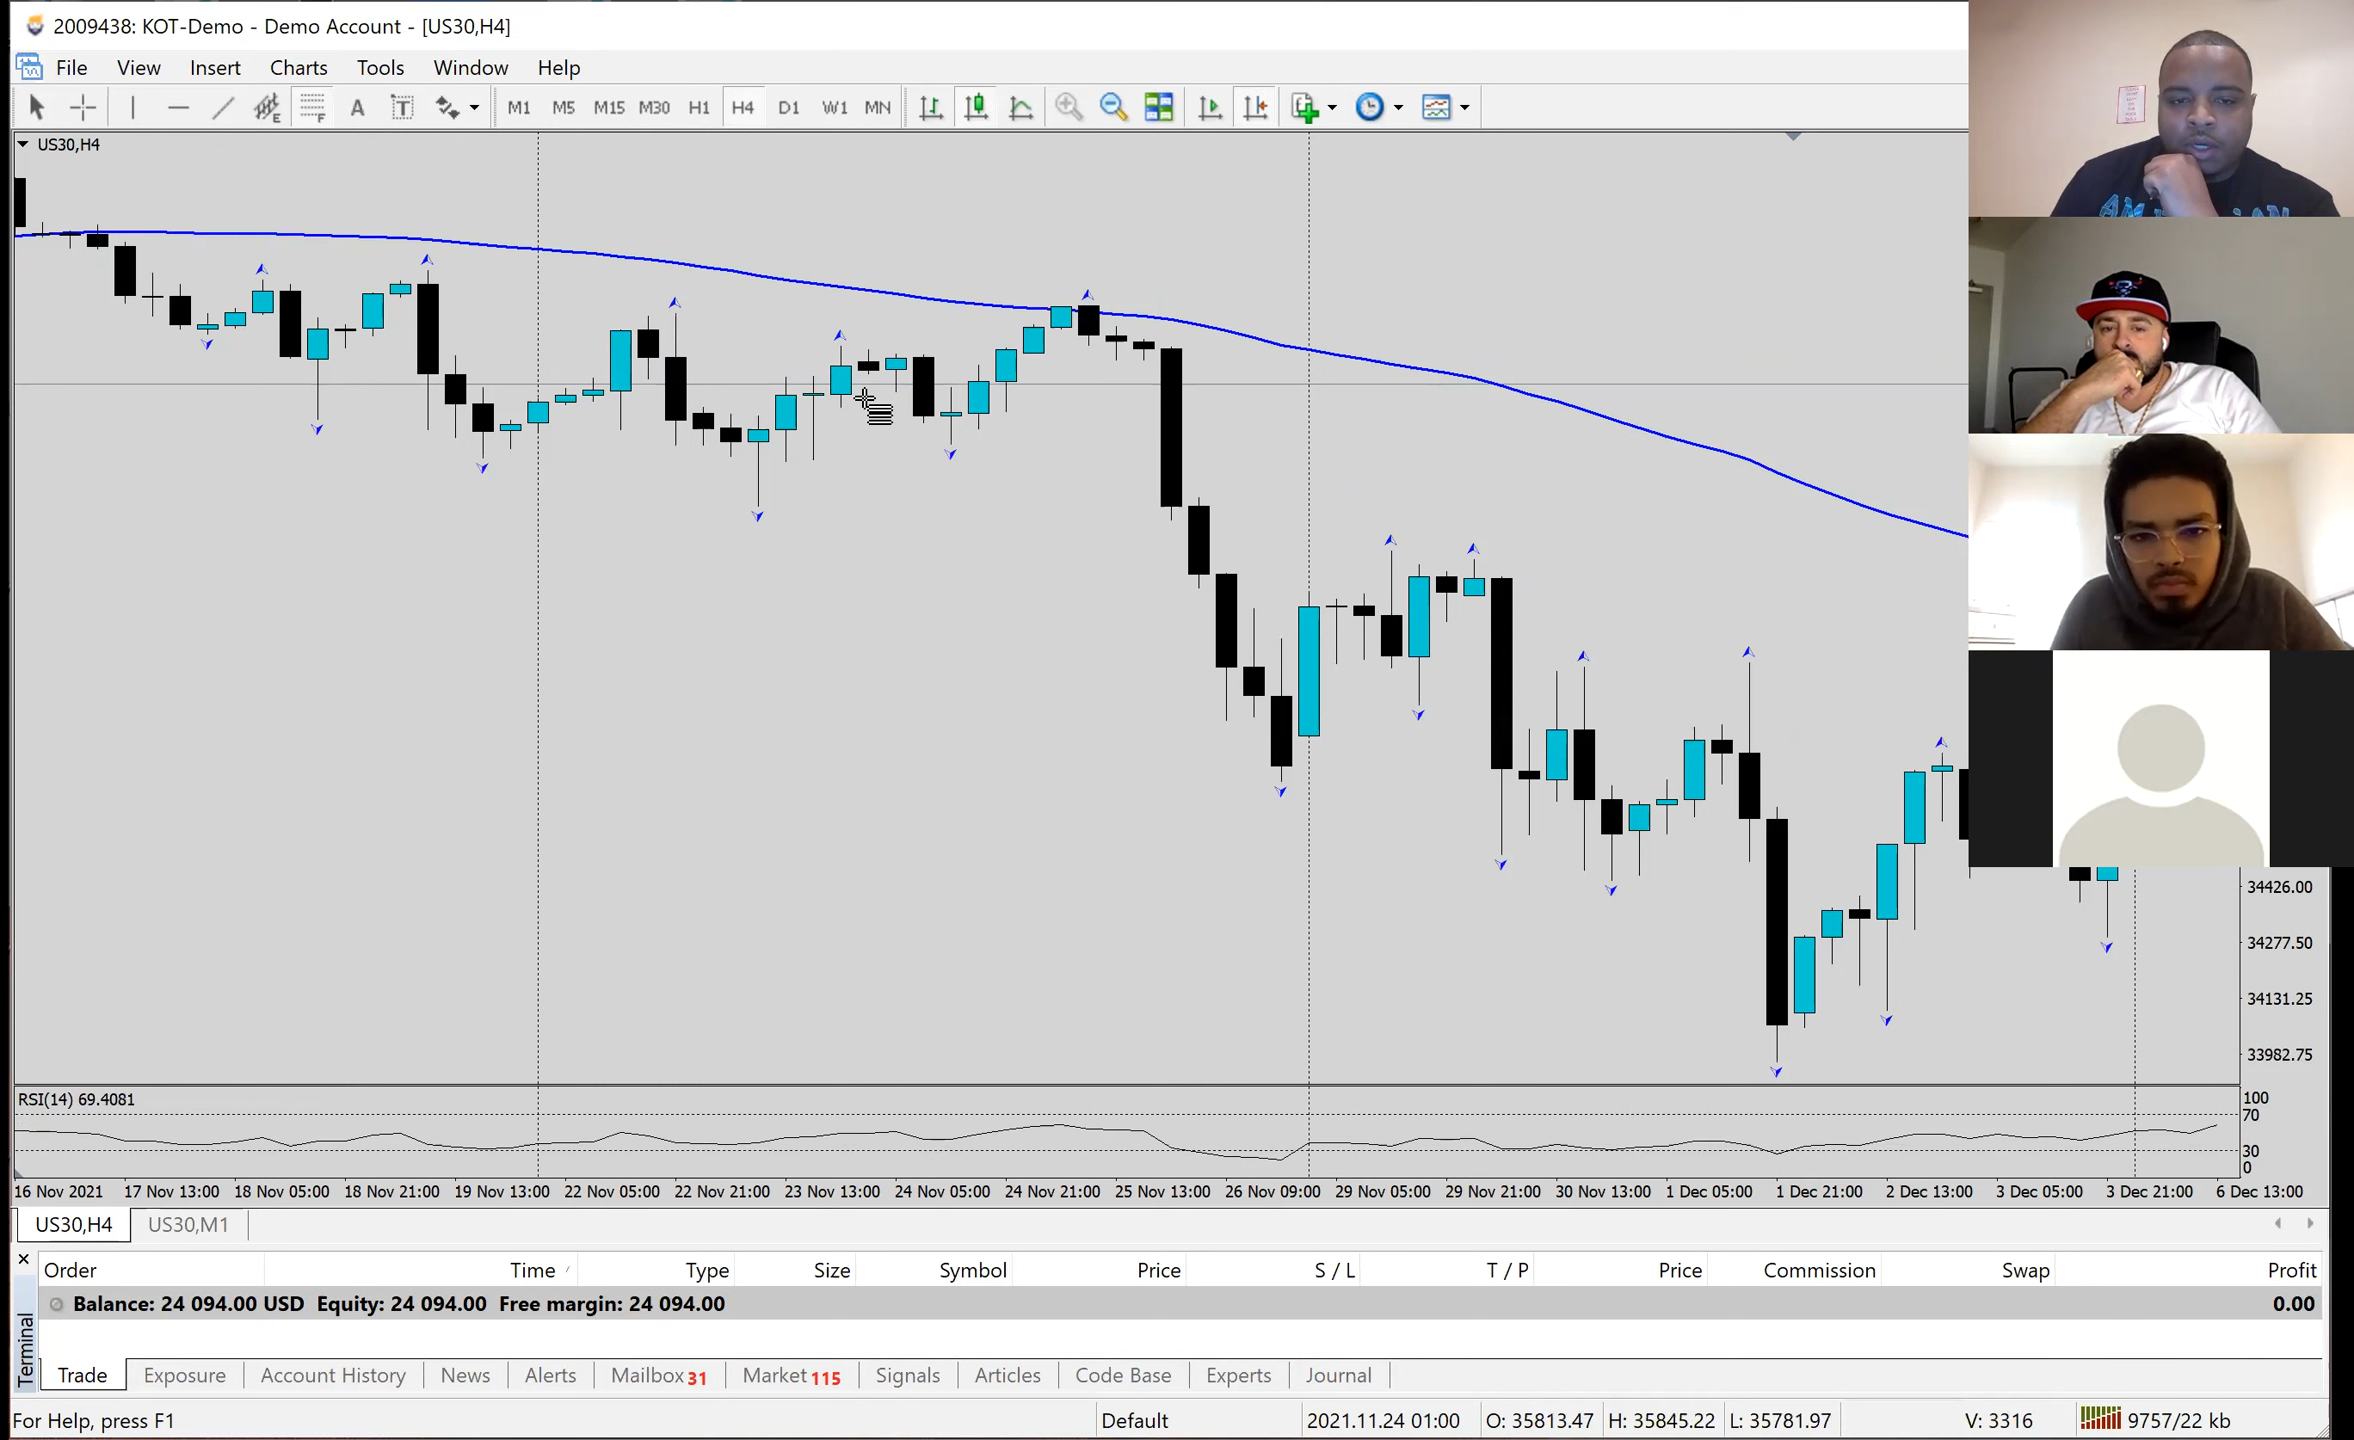 2009438: KOT-Demo - Demo Account - [US30,H4]
File View Insert Charts Tools Window Help
A T M1 M5 M15 M30 H1 H4 D1 W1 MN
US30,H4
34426.00
34277.50
34131.25
33982.75
RSI(14) 69.4081
100
70
30
0
16 Nov 2021 17 Nov 13:00 18 Nov 05:00 18 Nov 21:00 19 Nov 13:00 22 Nov 05:00 22 Nov 21:00 23 Nov 13:00 24 Nov 05:00 24 Nov 21:00 25 Nov 13:00 26 Nov 09:00 29 Nov 05:00 29 Nov 21:00 30 Nov 13:00 1 Dec 05:00 1 Dec 21:00 2 Dec 13:00 3 Dec 05:00 3 Dec 21:00 6 Dec 13:00
US30,H4 US30,M1
Order Time Type Size Symbol Price S / L T / P Price Commission Swap Profit
Balance: 24 094.00 USD Equity: 24 094.00 Free margin: 24 094.00 0.00
Terminal
Trade Exposure Account History News Alerts Mailbox 31 Market 115 Signals Articles Code Base Experts Journal
For Help, press F1 Default 2021.11.24 01:00 O: 35813.47 H: 35845.22 L: 35781.97 V: 3316 9757/22 kb